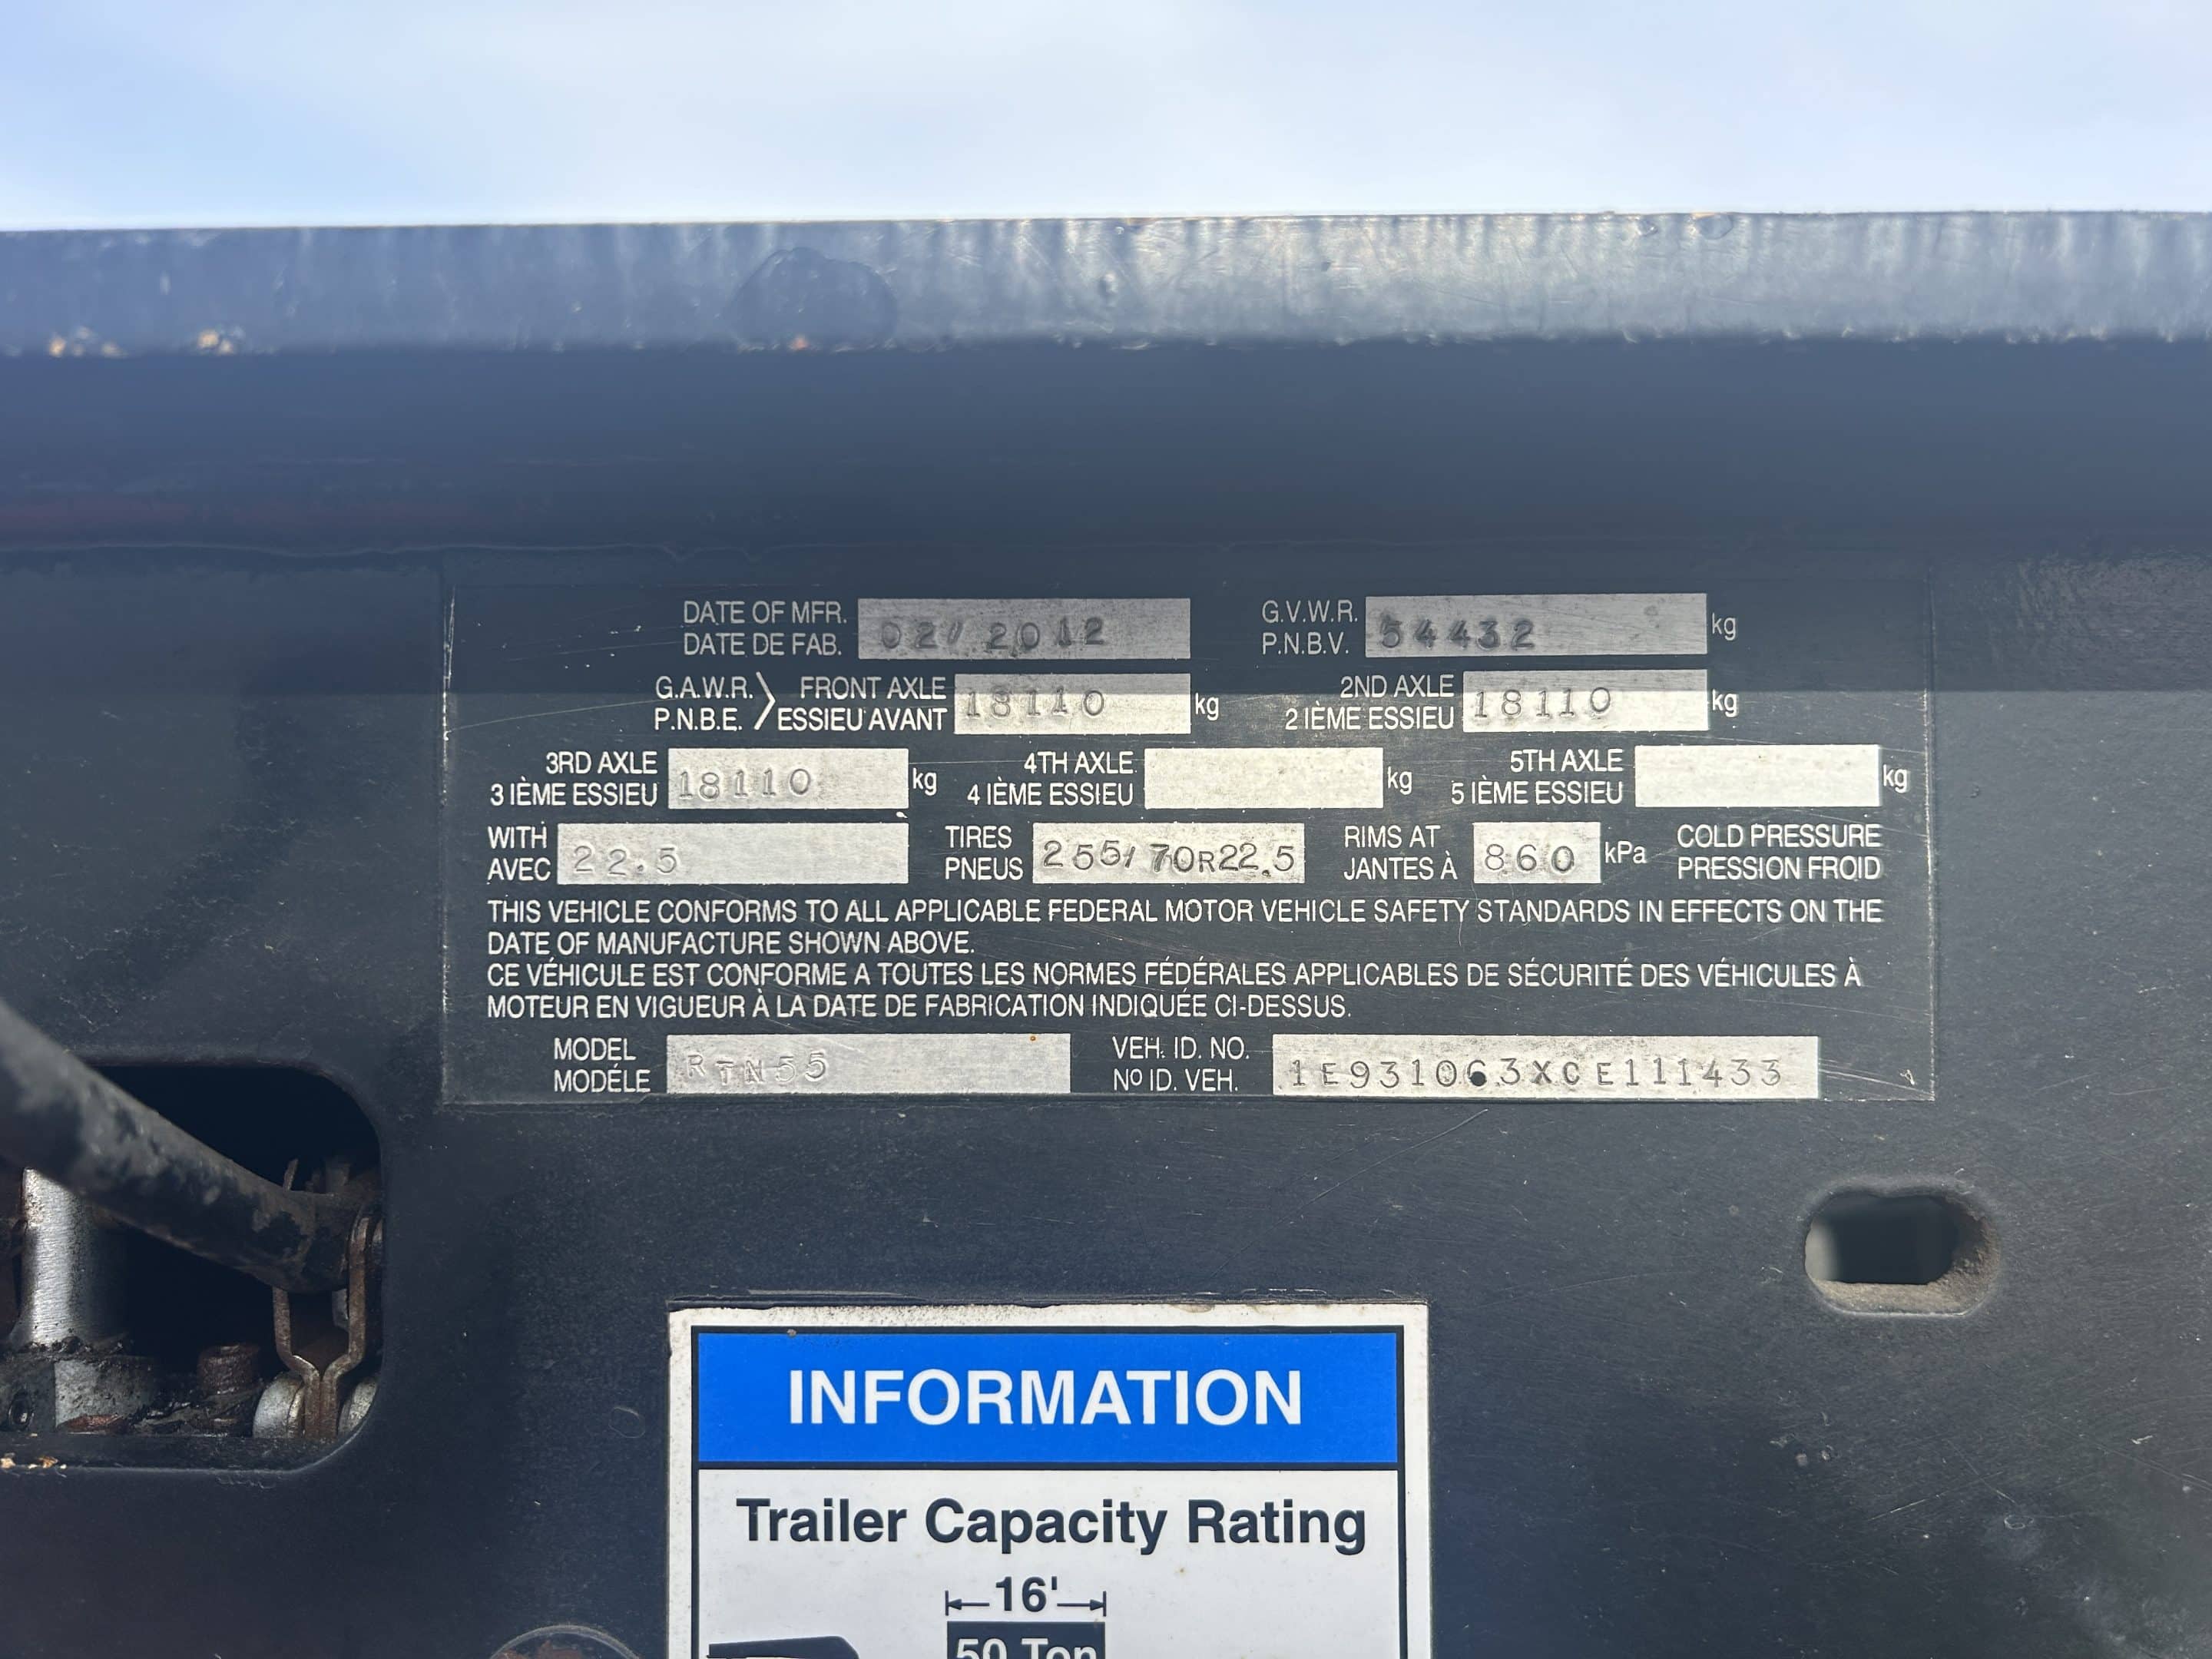 DATE OF MFR. 02/ 2012 G.V.W.R. 54432 kg
DATE DE FAB. P.N.B.V.
G.A.W.R. FRONT AXLE 18110 kg 2ND AXLE 18110 kg
P.N.B.E. ESSIEU AVANT 2 IÈME ESSIEU
3RD AXLE 18110 kg 4TH AXLE kg 5TH AXLE kg
3 IÈME ESSIEU 4 IÈME ESSIEU 5 IÈME ESSIEU
WITH 22.5 TIRES 255/70R22.5 RIMS AT 860 kPa COLD PRESSURE
AVEC PNEUS JANTES À PRESSION FROID
THIS VEHICLE CONFORMS TO ALL APPLICABLE FEDERAL MOTOR VEHICLE SAFETY STANDARDS IN EFFECTS ON THE
DATE OF MANUFACTURE SHOWN ABOVE.
CE VÉHICULE EST CONFORME A TOUTES LES NORMES FÉDÉRALES APPLICABLES DE SÉCURITÉ DES VÉHICULES À
MOTEUR EN VIGUEUR À LA DATE DE FABRICATION INDIQUÉE CI-DESSUS.
MODEL RTN55 VEH. ID. NO. 1E931063XCE111433
MODÉLE Nº ID. VEH.
INFORMATION
Trailer Capacity Rating
16'
50 Ton